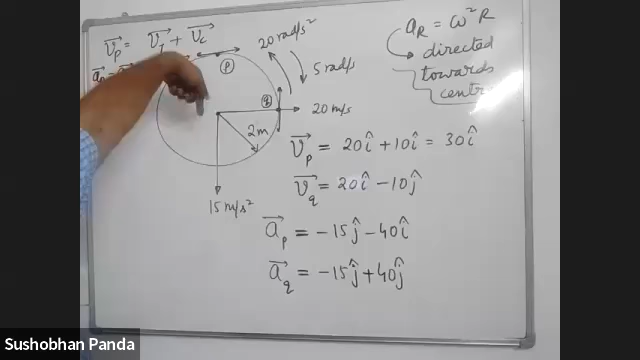 V⃗p = V⃗T + V⃗c
20 rad/s²
a_R = ω²R
directed
towards
centre
5 rad/s
p
q
20 m/s
2m
15 m/s²
V⃗p = 20î + 10î = 30î
V⃗q = 20î - 10ĵ
a⃗p = -15ĵ - 40î
a⃗q = -15ĵ + 40ĵ
Sushobhan Panda